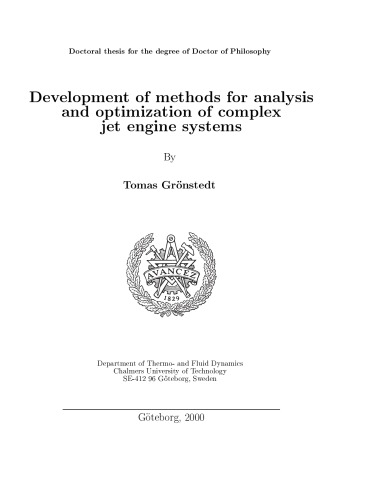 Doctoral thesis for the degree of Doctor of Philosophy
Development of methods for analysis
and optimization of complex
jet engine systems
By
Tomas Grönstedt
AVANCEZ
1829
Department of Thermo- and Fluid Dynamics
Chalmers University of Technology
SE-412 96 Göteborg, Sweden
Göteborg, 2000